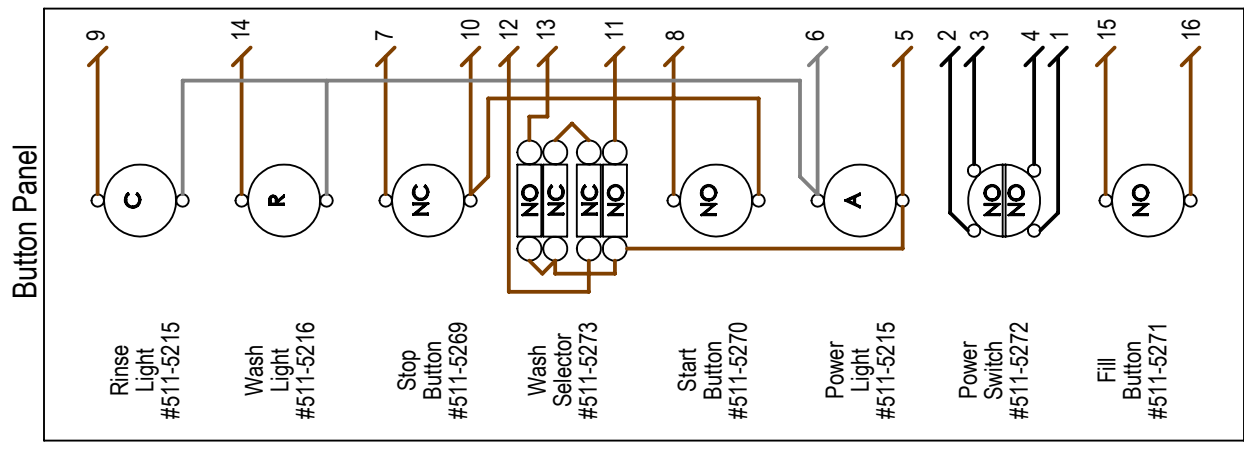 Button Panel
9
14
7
10
12
13
11
8
6
5
2
3
4
1
15
16
C
R
NC
NO
NC
NC
NO
NO
A
NO
NO
NO
Rinse
Light
#511-5215
Wash
Light
#511-5216
Stop
Button
#511-5269
Wash
Selector
#511-5273
Start
Button
#511-5270
Power
Light
#511-5215
Power
Switch
#511-5272
Fill
Button
#511-5271